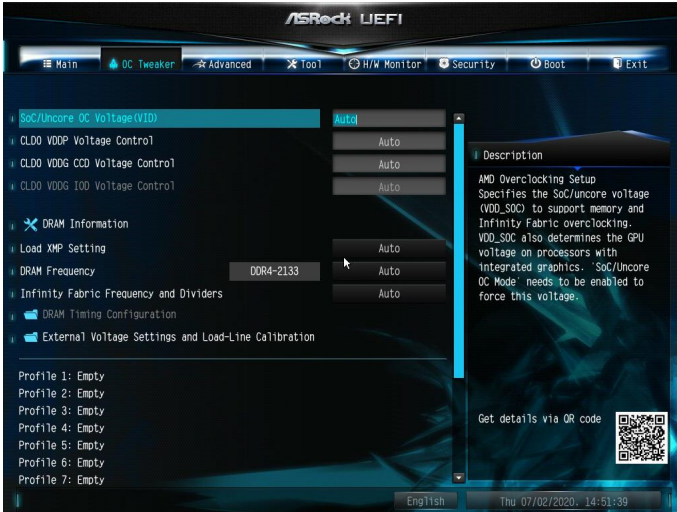 ASRock UEFI
Main OC Tweaker Advanced Tool H/W Monitor Security Boot Exit
SoC/Uncore OC Voltage(VID) Auto
CLDO VDDP Voltage Control Auto
CLDO VDDG CCD Voltage Control Auto
CLDO VDDG IOD Voltage Control Auto
DRAM Information
Load XMP Setting Auto
DRAM Frequency DDR4-2133 Auto
Infinity Fabric Frequency and Dividers Auto
DRAM Timing Configuration
External Voltage Settings and Load-Line Calibration
Profile 1: Empty
Profile 2: Empty
Profile 3: Empty
Profile 4: Empty
Profile 5: Empty
Profile 6: Empty
Profile 7: Empty
Description
AMD Overclocking Setup
Specifies the SoC/uncore voltage
(VDD_SOC) to support memory and
Infinity Fabric overclocking.
VDD_SOC also determines the GPU
voltage on processors with
integrated graphics. `SoC/Uncore
OC Mode` needs to be enabled to
force this voltage.
Get details via QR code
English Thu 07/02/2020. 14:51:39